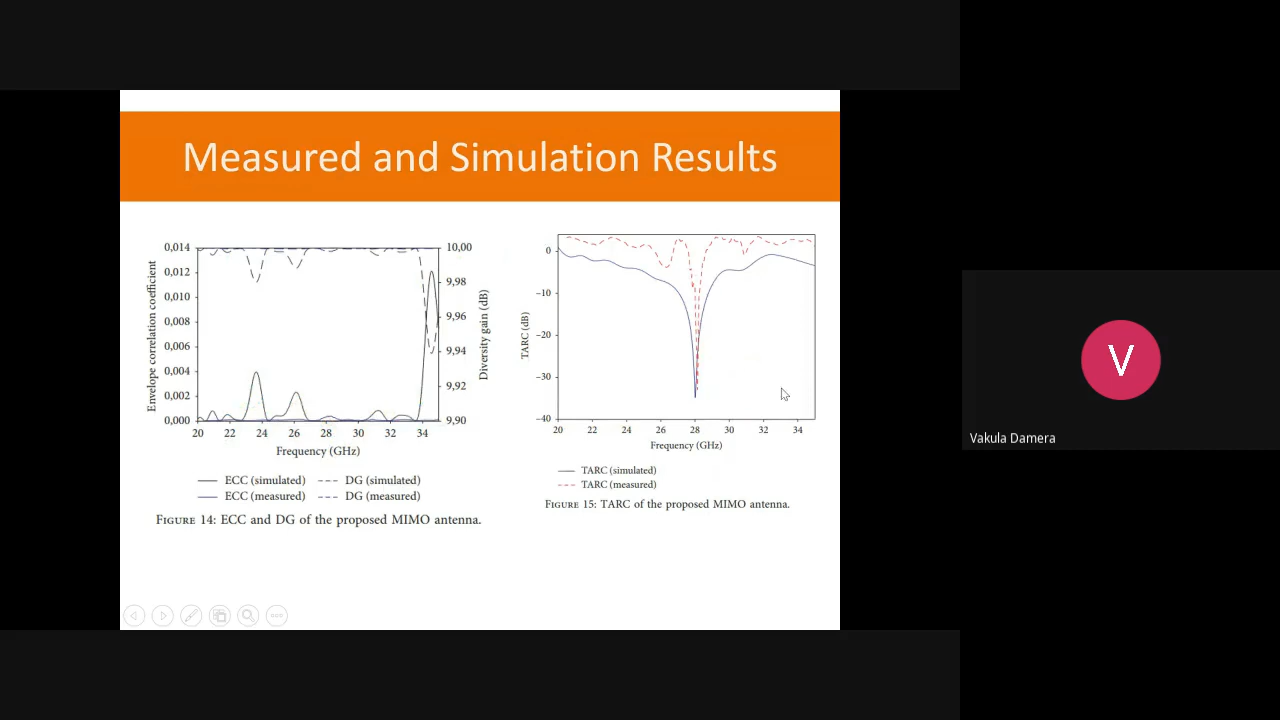 Measured and Simulation Results
0,014
0,012
0,010
0,008
0,006
0,004
0,002
0,000
Envelope correlation coefficient
10,00
9,98
9,96
9,94
9,92
9,90
Diversity gain (dB)
20 22 24 26 28 30 32 34
Frequency (GHz)
ECC (simulated) DG (simulated)
ECC (measured) DG (measured)
FIGURE 14: ECC and DG of the proposed MIMO antenna.
0
−10
−20
−30
−40
TARC (dB)
20 22 24 26 28 30 32 34
Frequency (GHz)
TARC (simulated)
TARC (measured)
FIGURE 15: TARC of the proposed MIMO antenna.
V
Vakula Damera